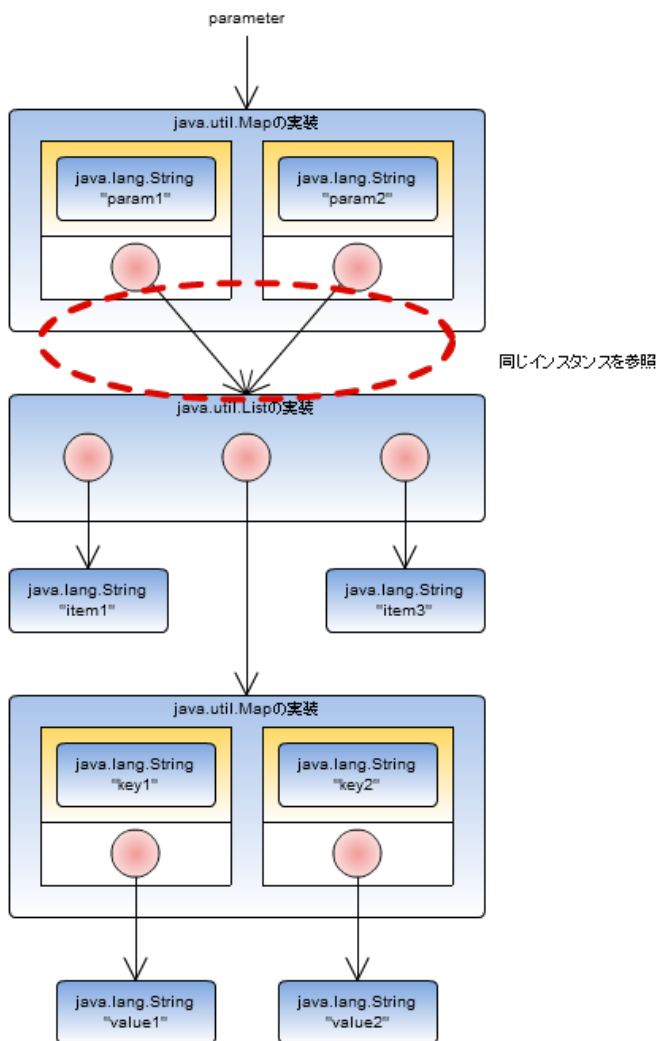 parameter
java.util.Mapの実装
java.lang.String
"param1"
java.lang.String
"param2"
同じインスタンスを参照
java.util.Listの実装
java.lang.String
"item1"
java.lang.String
"item3"
java.util.Mapの実装
java.lang.String
"key1"
java.lang.String
"key2"
java.lang.String
"value1"
java.lang.String
"value2"